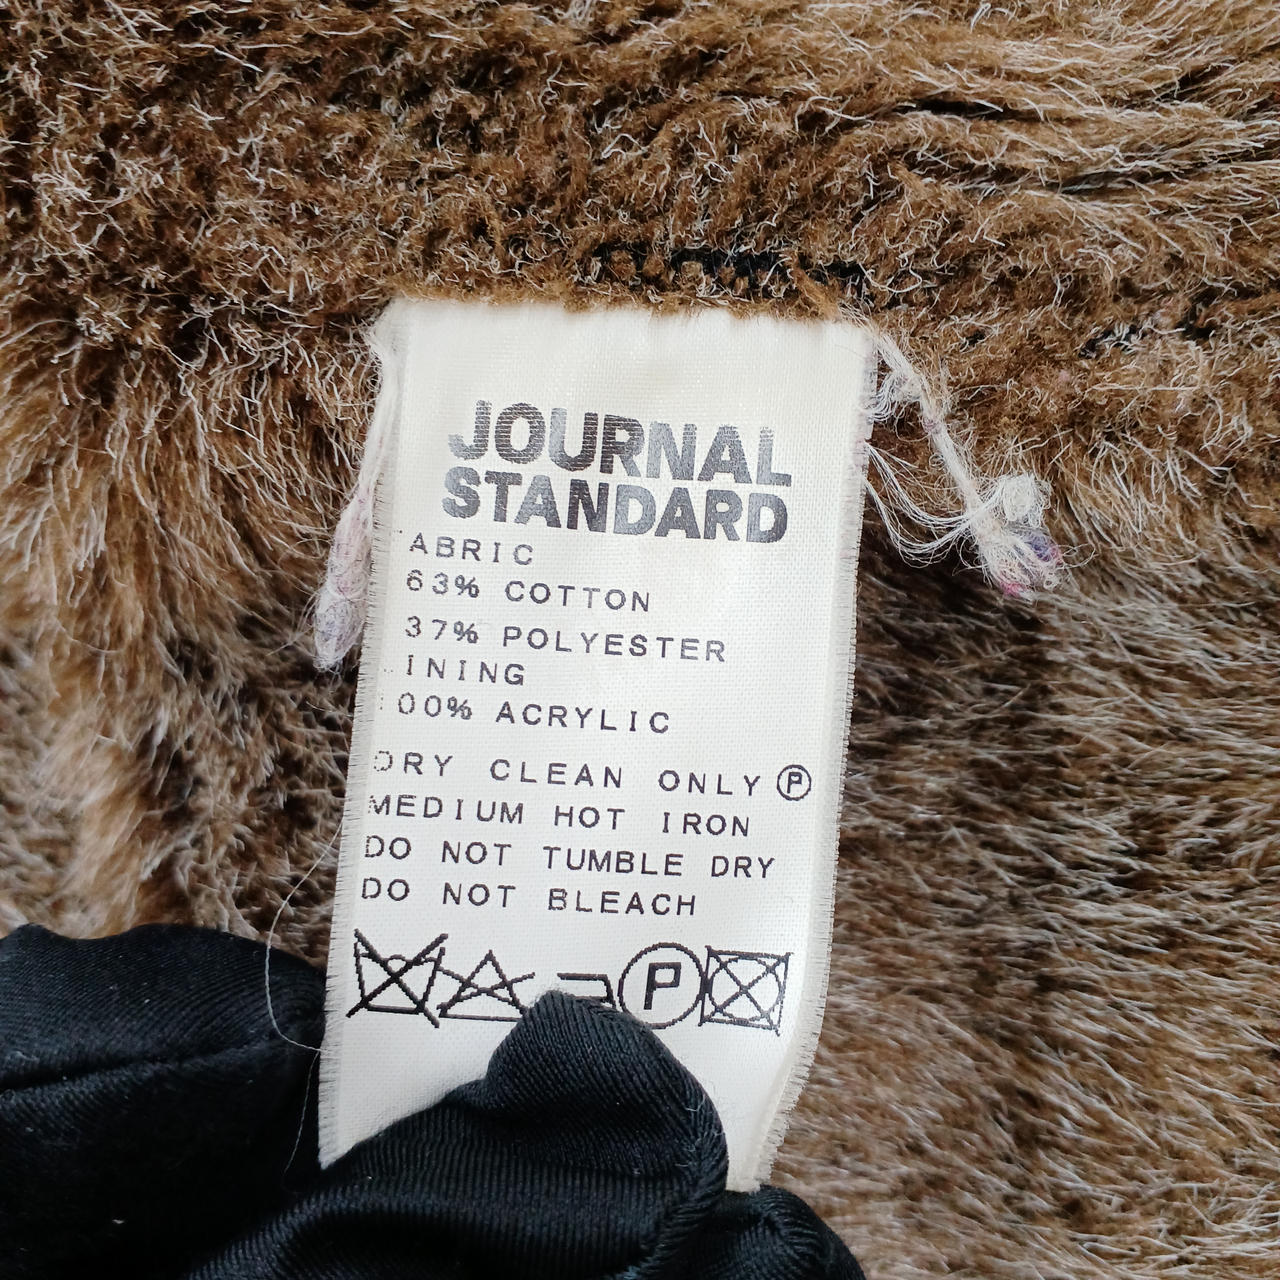 JOURNAL
STANDARD
ABRIC
63% COTTON
37% POLYESTER
INING
00% ACRYLIC
DRY CLEAN ONLY Ⓟ
MEDIUM HOT IRON
DO NOT TUMBLE DRY
DO NOT BLEACH
P